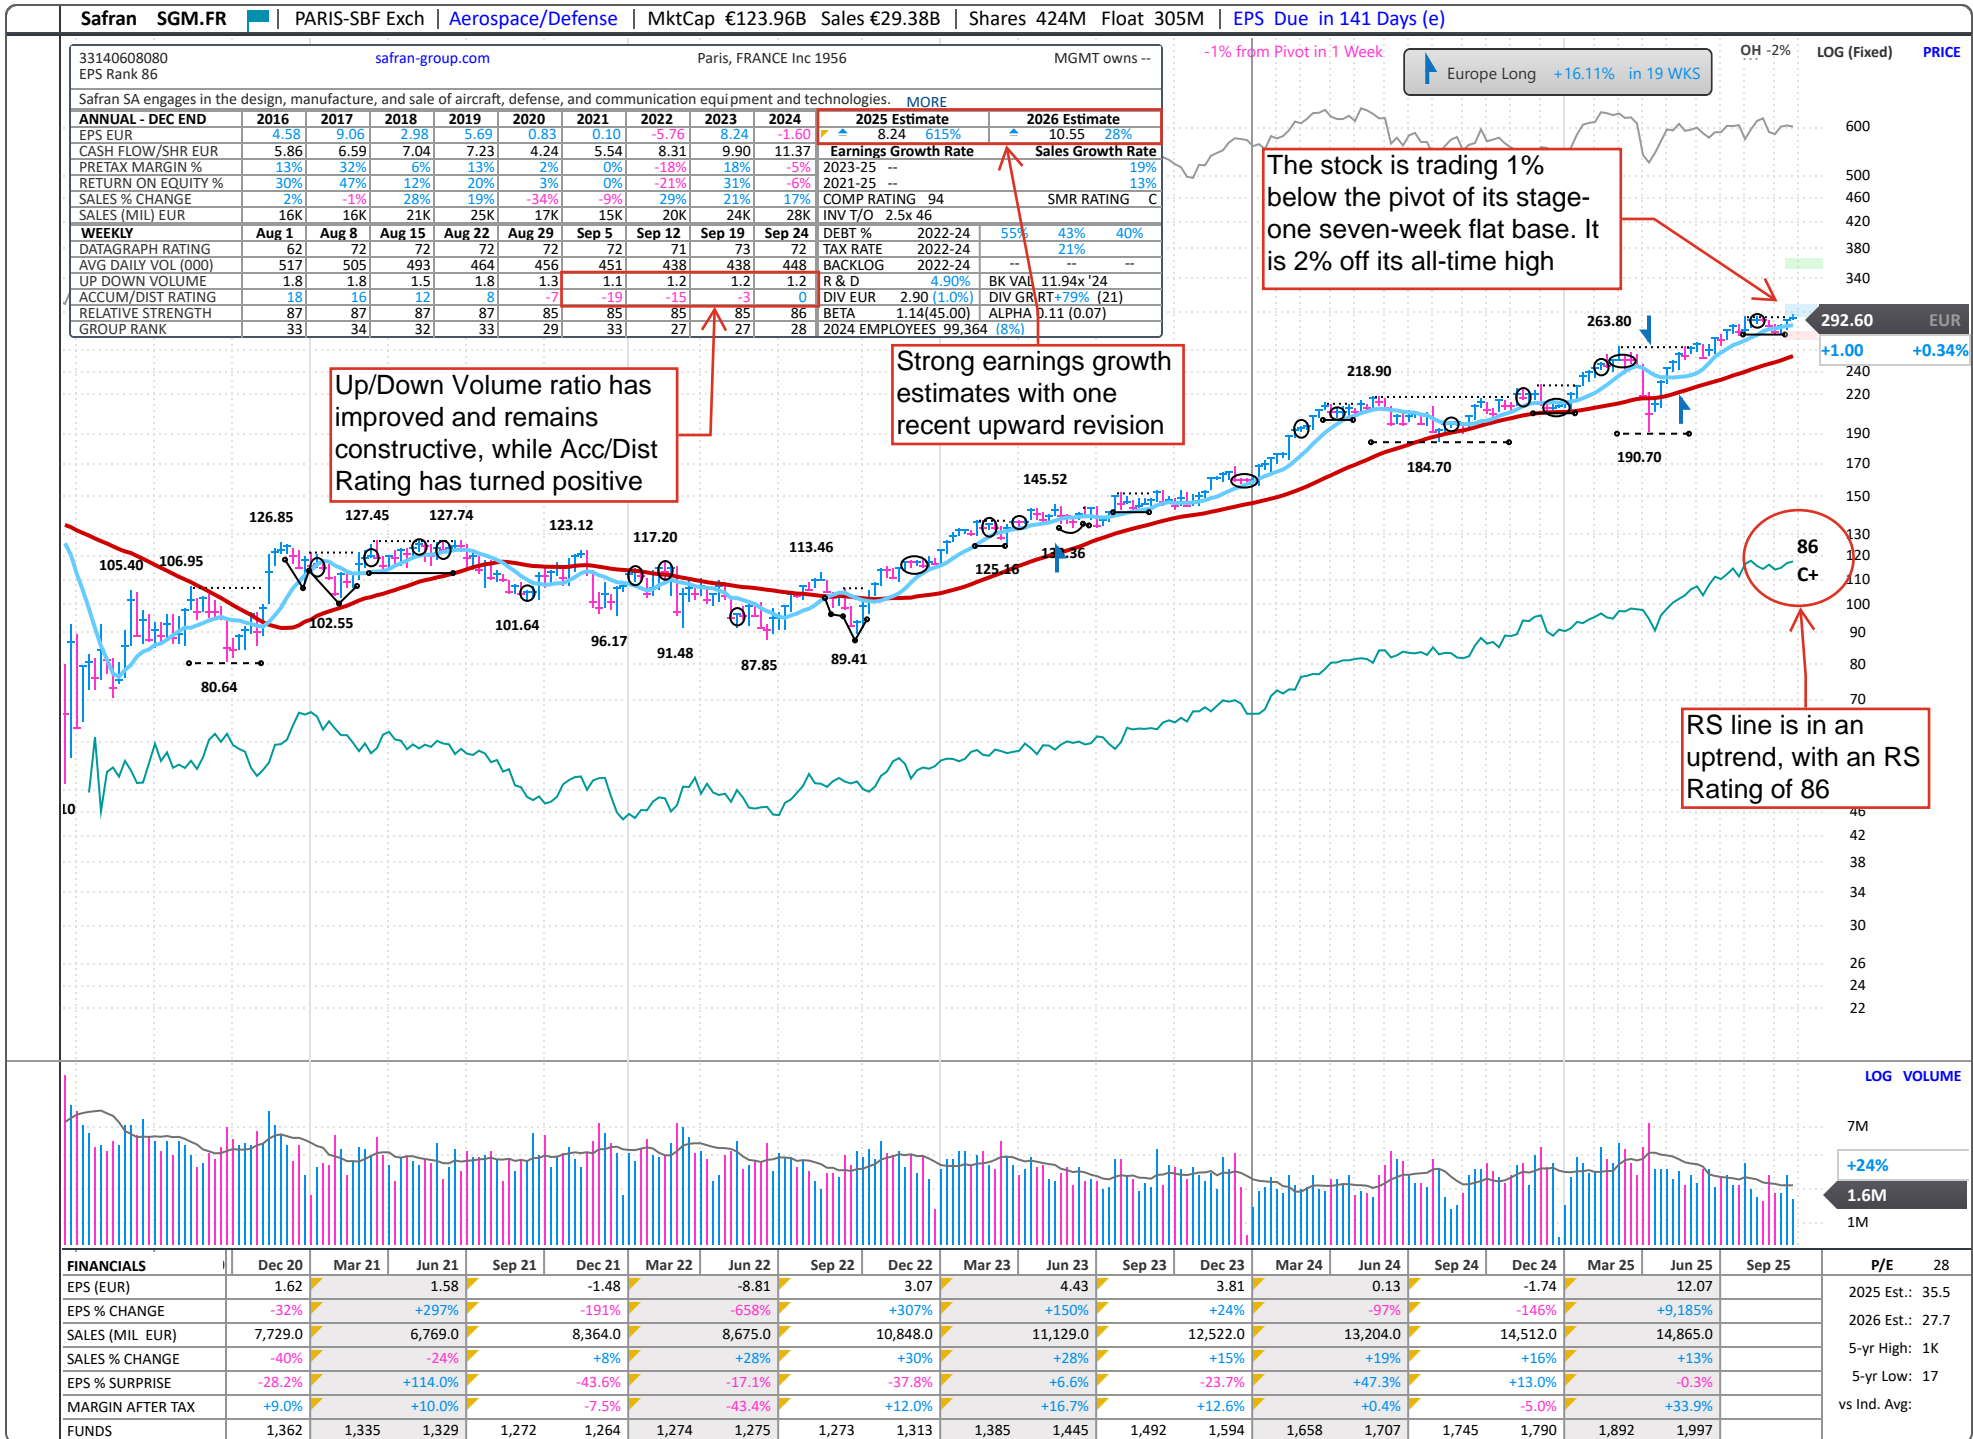 Safran SGM.FR PARIS-SBF Exch Aerospace/Defense MktCap €123.96B Sales €29.38B Shares 424M Float 305M EPS Due in 141 Days (e)
33140608080 safran-group.com Paris, FRANCE Inc 1956 MGMT owns --
EPS Rank 86
Safran SA engages in the design, manufacture, and sale of aircraft, defense, and communication equipment and technologies. MORE
ANNUAL - DEC END 2016 2017 2018 2019 2020 2021 2022 2023 2024 2025 Estimate 2026 Estimate
EPS EUR 4.58 9.06 2.98 5.69 0.83 0.10 -5.76 8.24 -1.60 8.24 615% 10.55 28%
CASH FLOW/SHR EUR 5.86 6.59 7.04 7.23 4.24 5.54 8.31 9.90 11.37 Earnings Growth Rate Sales Growth Rate
PRETAX MARGIN % 13% 32% 6% 13% 2% 0% -18% 18% -5% 2023-25 -- 19%
RETURN ON EQUITY % 30% 47% 12% 20% 3% 0% -21% 31% -6% 2021-25 -- 13%
SALES % CHANGE 2% -1% 28% 19% -34% -9% 29% 21% 17% COMP RATING 94 SMR RATING C
SALES (MIL) EUR 16K 16K 21K 25K 17K 15K 20K 24K 28K INV T/O 2.5x 46
WEEKLY Aug 1 Aug 8 Aug 15 Aug 22 Aug 29 Sep 5 Sep 12 Sep 19 Sep 24 DEBT % 2022-24 55% 43% 40%
DATAGRAPH RATING 62 72 72 72 72 72 71 73 72 TAX RATE 2022-24 21%
AVG DAILY VOL (000) 517 505 493 464 456 451 438 438 448 BACKLOG 2022-24 -- -- --
UP DOWN VOLUME 1.8 1.8 1.5 1.8 1.3 1.1 1.2 1.2 1.2 R & D 4.90% BK VAL 11.94x '24
ACCUM/DIST RATING 18 16 12 8 -7 -19 -15 -3 0 DIV EUR 2.90 (1.0%) DIV GR RT +79% (21)
RELATIVE STRENGTH 87 87 87 87 87 85 85 85 86 BETA 1.14(45.00) ALPHA 0.11 (0.07)
GROUP RANK 33 34 32 33 29 33 27 27 28 2024 EMPLOYEES 99,364 (8%)
-1% from Pivot in 1 Week
Europe Long +16.11% in 19 WKS
OH -2% LOG (Fixed) PRICE
The stock is trading 1%
below the pivot of its stage-
one seven-week flat base. It
is 2% off its all-time high
Up/Down Volume ratio has
improved and remains
constructive, while Acc/Dist
Rating has turned positive
Strong earnings growth
estimates with one
recent upward revision
RS line is in an
uptrend, with an RS
Rating of 86
86
C+
105.40
106.95
80.64
126.85
102.55
127.45
127.74
101.64
123.12
96.17
117.20
91.48
87.85
113.46
89.41
125.16
145.52
218.90
184.70
263.80
190.70
10
600
500
460
420
380
340
292.60 EUR
+1.00 +0.34%
240
220
190
170
150
130
120
110
100
90
80
70
46
42
38
34
30
26
24
22
LOG VOLUME
7M
+24%
1.6M
1M
FINANCIALS Dec 20 Mar 21 Jun 21 Sep 21 Dec 21 Mar 22 Jun 22 Sep 22 Dec 22 Mar 23 Jun 23 Sep 23 Dec 23 Mar 24 Jun 24 Sep 24 Dec 24 Mar 25 Jun 25 Sep 25
EPS (EUR) 1.62 1.58 -1.48 -8.81 3.07 4.43 3.81 0.13 -1.74 12.07
EPS % CHANGE -32% +297% -191% -658% +307% +150% +24% -97% -146% +9,185%
SALES (MIL EUR) 7,729.0 6,769.0 8,364.0 8,675.0 10,848.0 11,129.0 12,522.0 13,204.0 14,512.0 14,865.0
SALES % CHANGE -40% -24% +8% +28% +30% +28% +15% +19% +16% +13%
EPS % SURPRISE -28.2% +114.0% -43.6% -17.1% -37.8% +6.6% -23.7% +47.3% +13.0% -0.3%
MARGIN AFTER TAX +9.0% +10.0% -7.5% -43.4% +12.0% +16.7% +12.6% +0.4% -5.0% +33.9%
FUNDS 1,362 1,335 1,329 1,272 1,264 1,274 1,275 1,273 1,313 1,385 1,445 1,492 1,594 1,658 1,707 1,745 1,790 1,892 1,997
P/E 28
2025 Est.: 35.5
2026 Est.: 27.7
5-yr High: 1K
5-yr Low: 17
vs Ind. Avg: